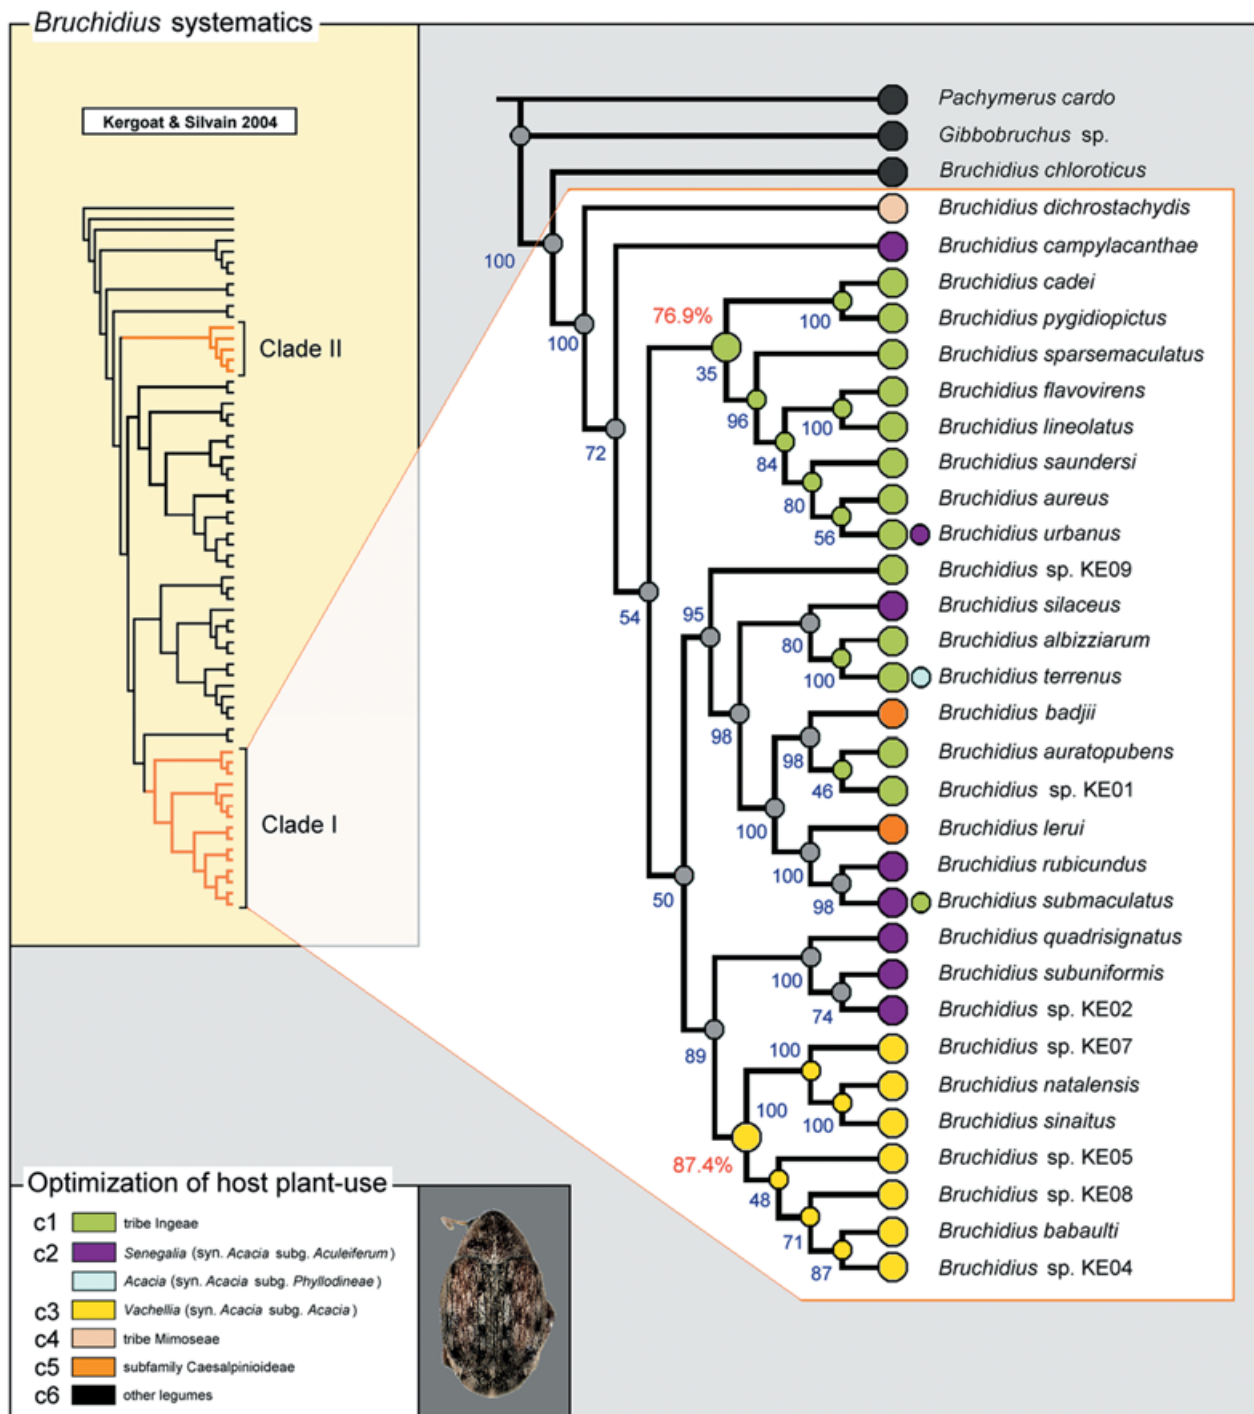 Bruchidius systematics
Kergoat & Silvain 2004
Clade II
Clade I
Pachymerus cardo
Gibbobruchus sp.
Bruchidius chloroticus
Bruchidius dichrostachydis
100
Bruchidius campylacanthae
Bruchidius cadei
76.9%
100
Bruchidius pygidiopictus
100
35
Bruchidius sparsemaculatus
Bruchidius flavovirens
96
100
Bruchidius lineolatus
72
84
Bruchidius saundersi
80
Bruchidius aureus
56
Bruchidius urbanus
Bruchidius sp. KE09
54
95
Bruchidius silaceus
80
Bruchidius albizziarum
100
Bruchidius terrenus
98
Bruchidius badjii
98
Bruchidius auratopubens
46
Bruchidius sp. KE01
100
Bruchidius lerui
100
Bruchidius rubicundus
50
98
Bruchidius submaculatus
Bruchidius quadrisignatus
100
Bruchidius subuniformis
74
Bruchidius sp. KE02
89
100
Bruchidius sp. KE07
Bruchidius natalensis
100
100
Bruchidius sinaitus
87.4%
Bruchidius sp. KE05
48
Bruchidius sp. KE08
71
Bruchidius babaulti
87
Bruchidius sp. KE04
Optimization of host plant-use
c1 tribe Ingeae
c2 Senegalia (syn. Acacia subg. Aculeiferum)
Acacia (syn. Acacia subg. Phyllodineae)
c3 Vachellia (syn. Acacia subg. Acacia)
c4 tribe Mimoseae
c5 subfamily Caesalpinioideae
c6 other legumes